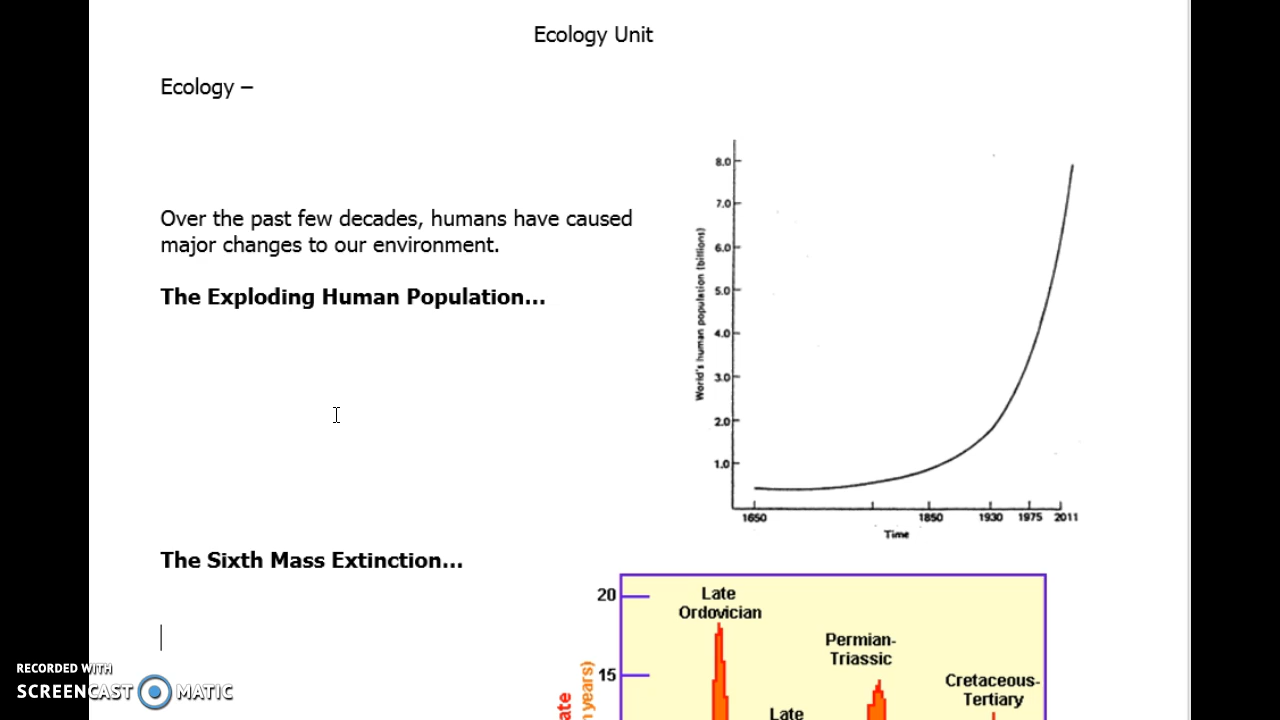 Ecology Unit
Ecology –
Over the past few decades, humans have caused
major changes to our environment.
The Exploding Human Population...
8.0
7.0
6.0
5.0
4.0
3.0
2.0
1.0
World's human population (billions)
1650 1850 1930 1975 2011
Time
The Sixth Mass Extinction...
20
15
Late
Ordovician
Permian-
Triassic
Cretaceous-
Tertiary
Late
years)
RECORDED WITH
SCREENCAST MATIC